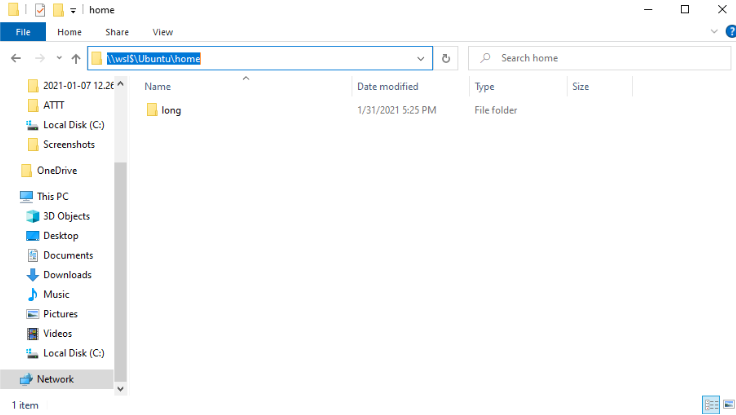 home
File Home Share View
\\wsl$\Ubuntu\home
Search home
Name Date modified Type Size
long 1/31/2021 5:25 PM File folder
2021-01-07 12.26
ATTT
Local Disk (C:)
Screenshots
OneDrive
This PC
3D Objects
Desktop
Documents
Downloads
Music
Pictures
Videos
Local Disk (C:)
Network
1 item